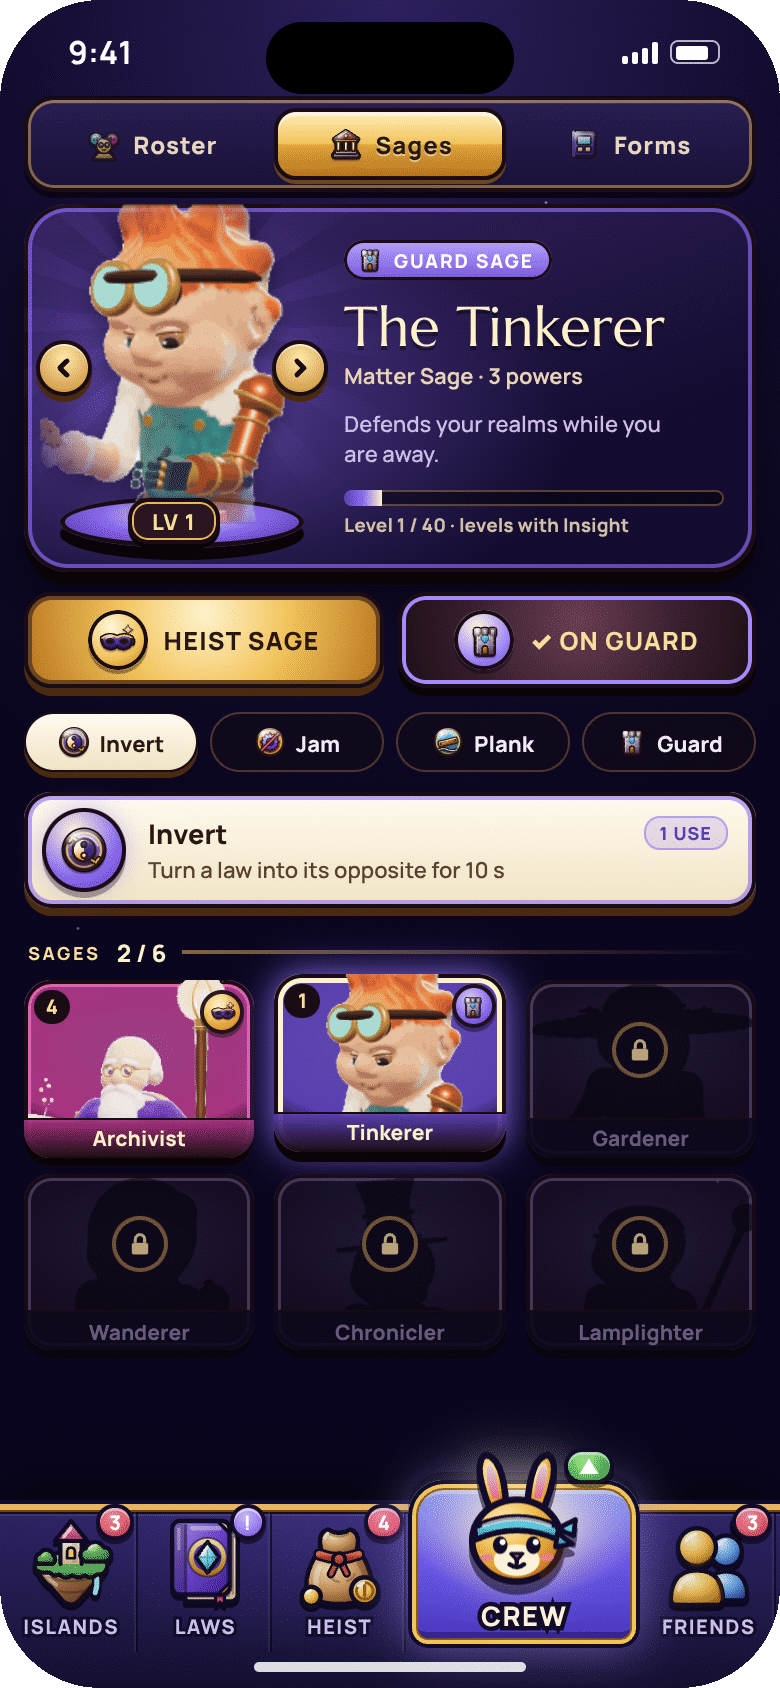 9:41
Roster
Sages
Forms
GUARD SAGE
The Tinkerer
Matter Sage · 3 powers
Defends your realms while you
are away.
LV 1
Level 1 / 40 · levels with Insight
HEIST SAGE
✓ ON GUARD
Invert
Jam
Plank
Guard
Invert
1 USE
Turn a law into its opposite for 10 s
SAGES 2 / 6
4
1
Archivist
Tinkerer
Gardener
Wanderer
Chronicler
Lamplighter
3
!
4
3
ISLANDS
LAWS
HEIST
CREW
FRIENDS